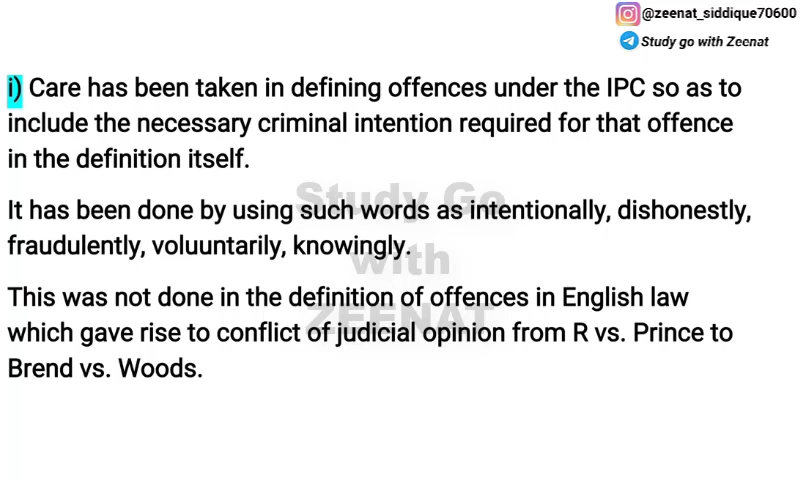 @zeenat_siddique70600
Study go with Zeenat
i) Care has been taken in defining offences under the IPC so as to
include the necessary criminal intention required for that offence
in the definition itself.
It has been done by using such words as intentionally, dishonestly,
fraudulently, voluuntarily, knowingly.
This was not done in the definition of offences in English law
which gave rise to conflict of judicial opinion from R vs. Prince to
Brend vs. Woods.
Study Go
with
ZEENAT